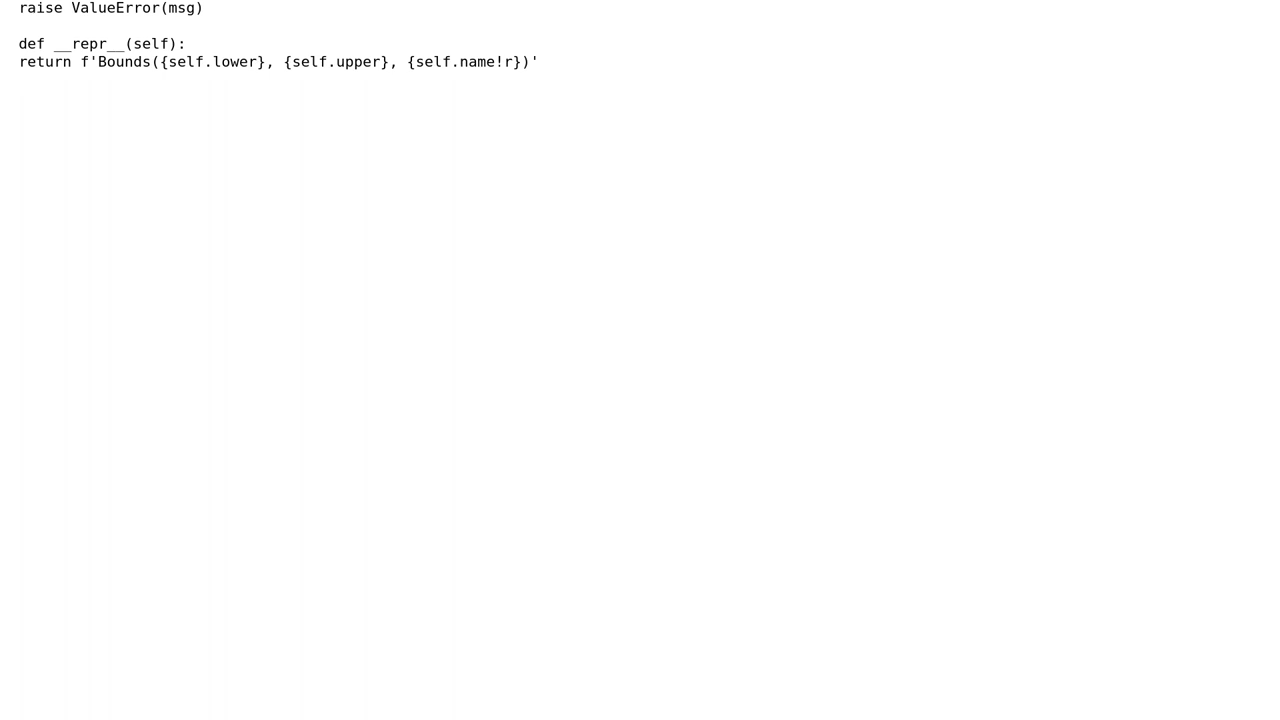 raise ValueError(msg)

def __repr__(self):
return f'Bounds({self.lower}, {self.upper}, {self.name!r})'